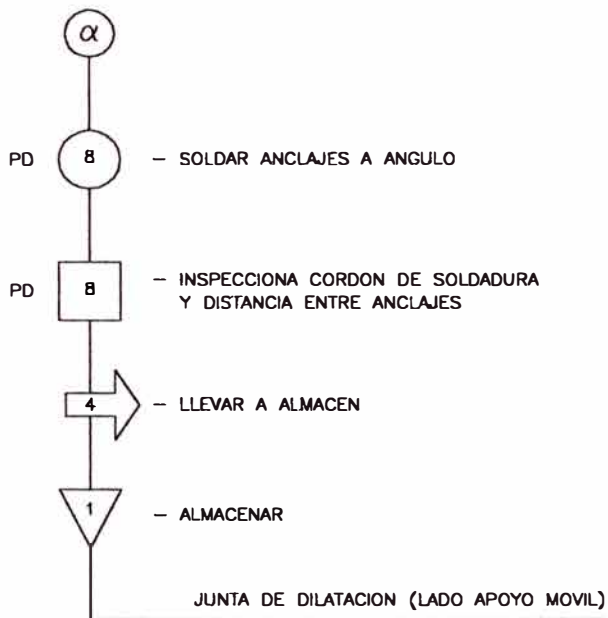 α
PD 8 – SOLDAR ANCLAJES A ANGULO
PD 8 – INSPECCIONA CORDON DE SOLDADURA
Y DISTANCIA ENTRE ANCLAJES
4 – LLEVAR A ALMACEN
1 – ALMACENAR
JUNTA DE DILATACION (LADO APOYO MOVIL)